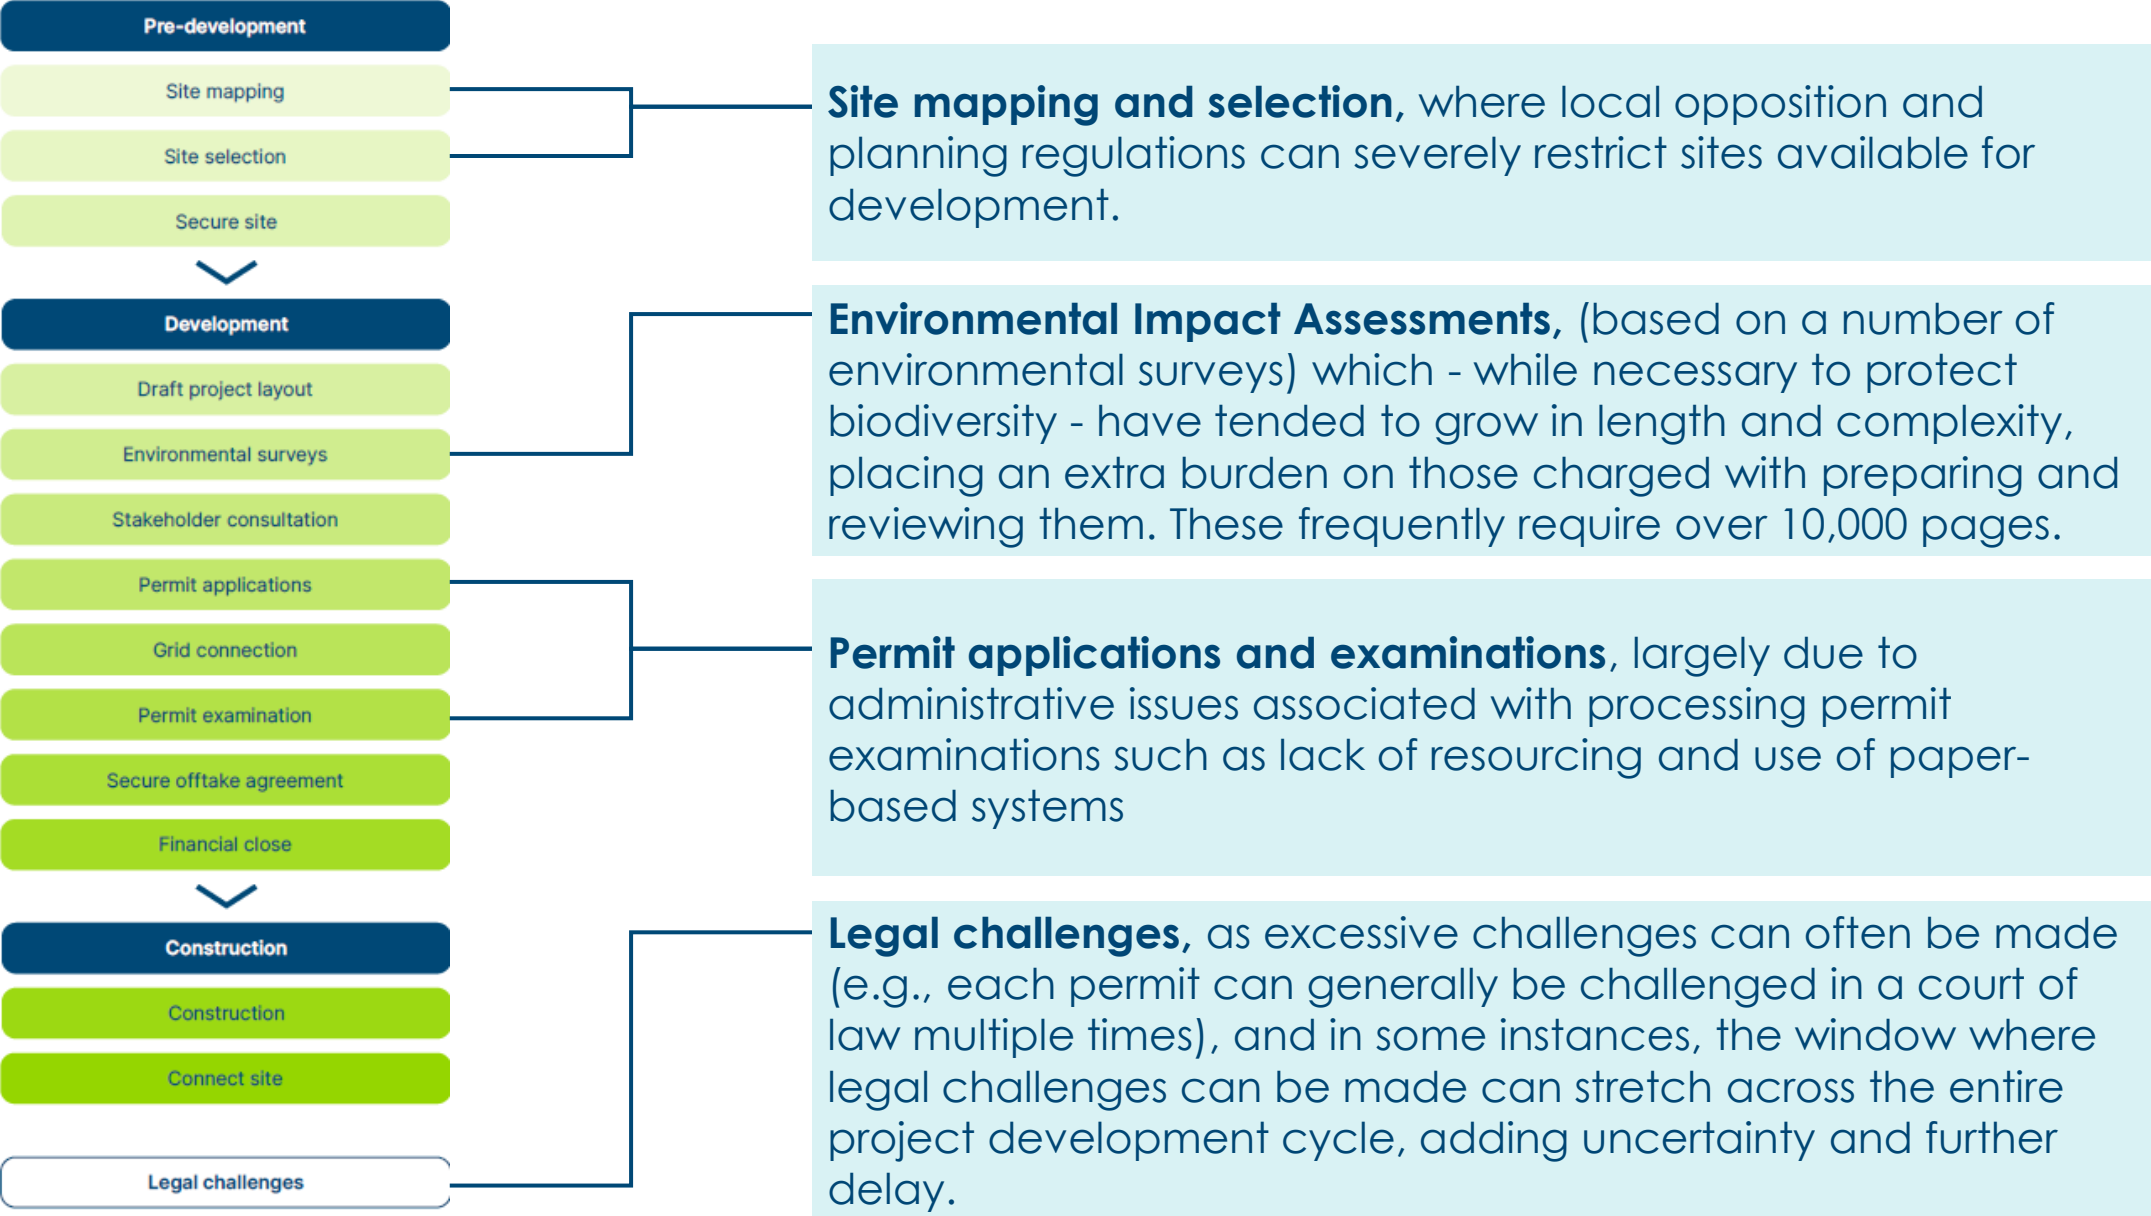 Pre-development
Site mapping
Site selection
Secure site
Development
Draft project layout
Environmental surveys
Stakeholder consultation
Permit applications
Grid connection
Permit examination
Secure offtake agreement
Financial close
Construction
Construction
Connect site
Legal challenges
Site mapping and selection, where local opposition and
planning regulations can severely restrict sites available for
development.
Environmental Impact Assessments, (based on a number of
environmental surveys) which - while necessary to protect
biodiversity - have tended to grow in length and complexity,
placing an extra burden on those charged with preparing and
reviewing them. These frequently require over 10,000 pages.
Permit applications and examinations, largely due to
administrative issues associated with processing permit
examinations such as lack of resourcing and use of paper-
based systems
Legal challenges, as excessive challenges can often be made
(e.g., each permit can generally be challenged in a court of
law multiple times), and in some instances, the window where
legal challenges can be made can stretch across the entire
project development cycle, adding uncertainty and further
delay.